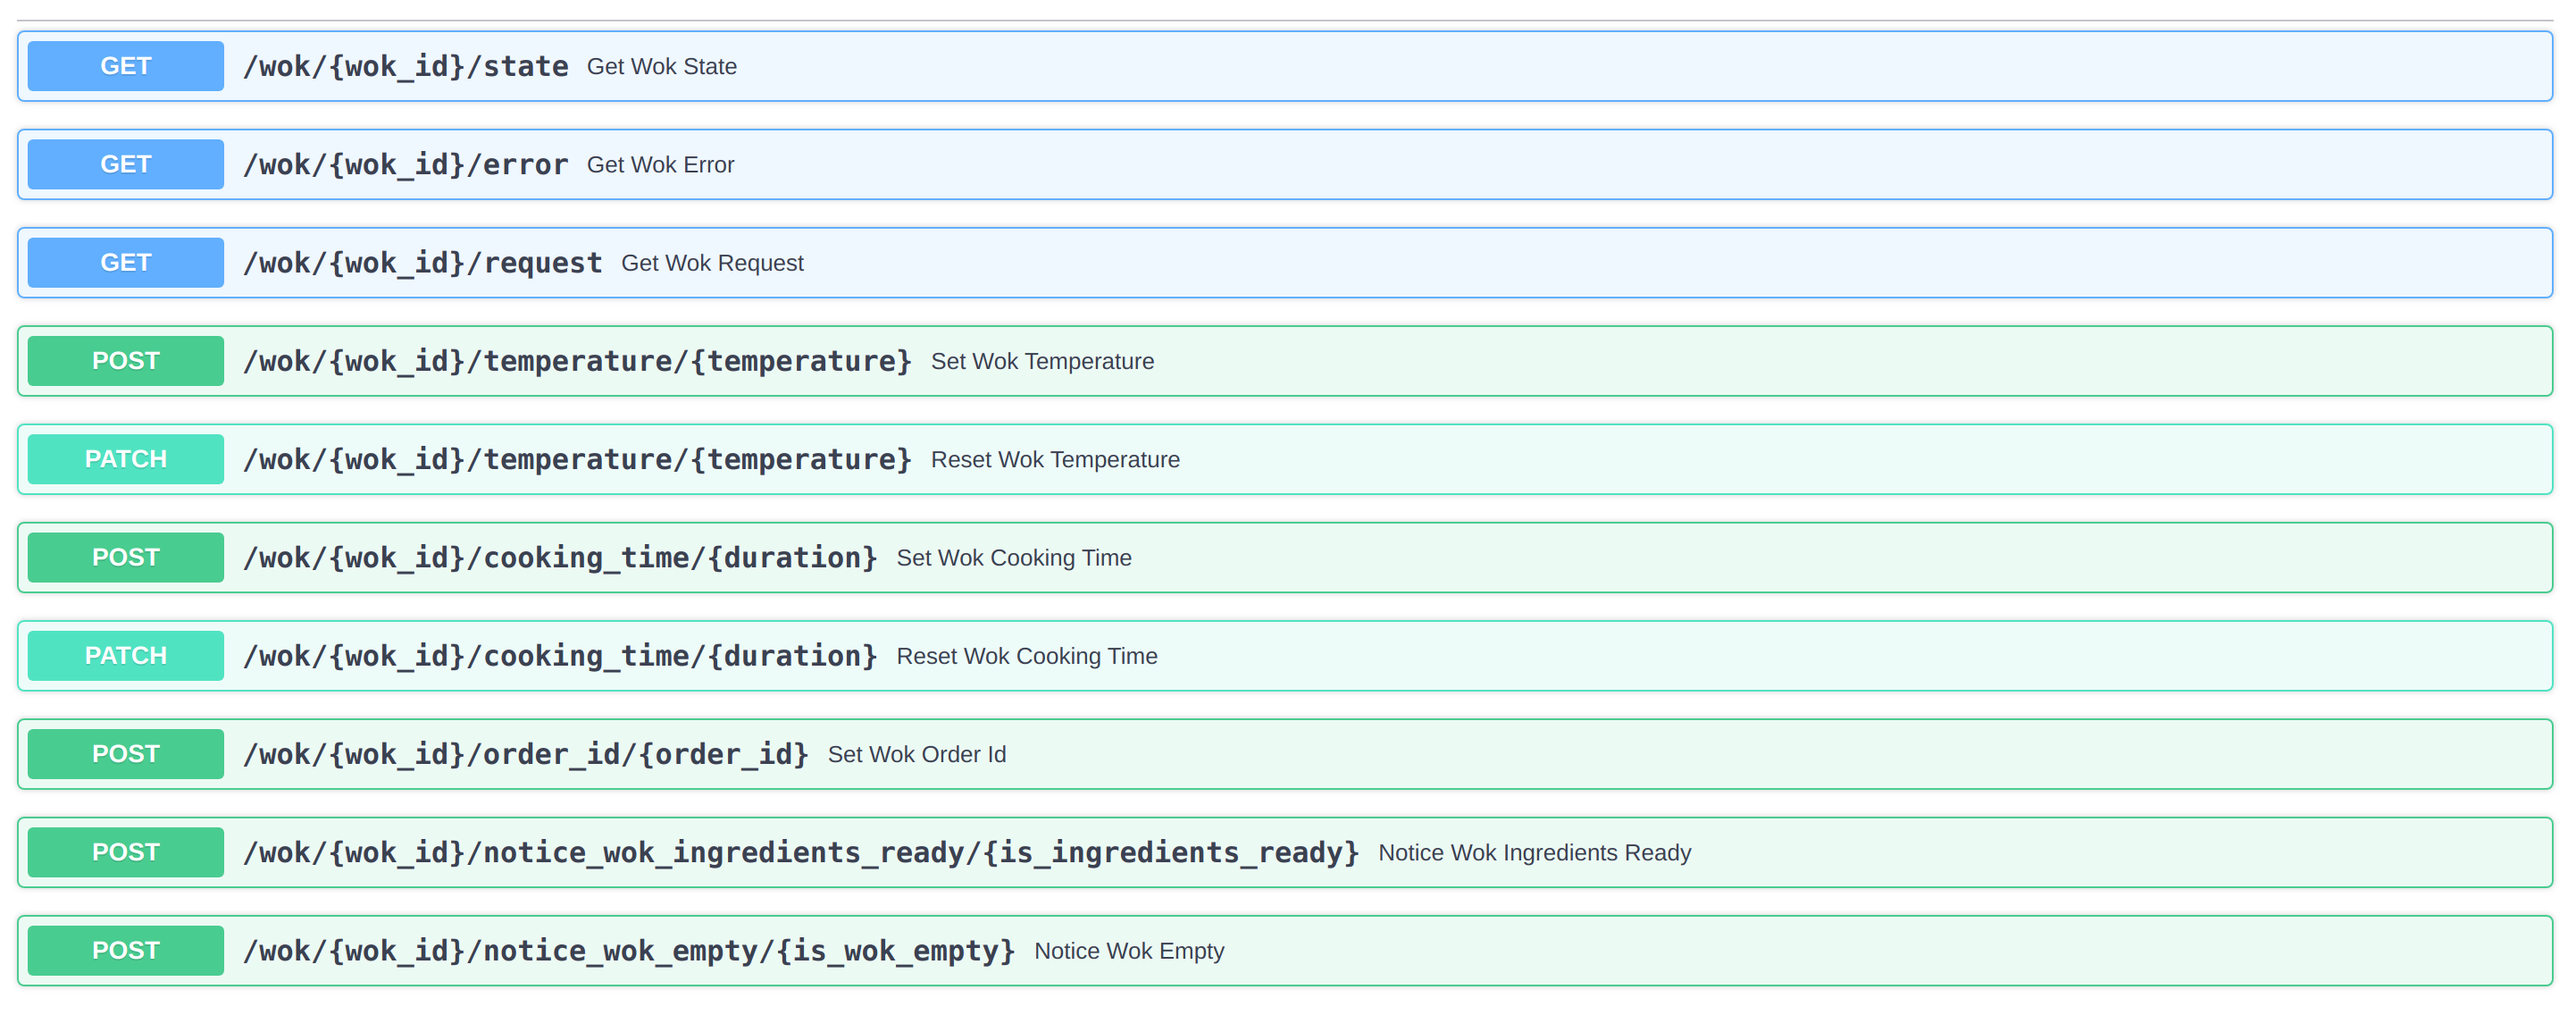 GET /wok/{wok_id}/state Get Wok State
GET /wok/{wok_id}/error Get Wok Error
GET /wok/{wok_id}/request Get Wok Request
POST /wok/{wok_id}/temperature/{temperature} Set Wok Temperature
PATCH /wok/{wok_id}/temperature/{temperature} Reset Wok Temperature
POST /wok/{wok_id}/cooking_time/{duration} Set Wok Cooking Time
PATCH /wok/{wok_id}/cooking_time/{duration} Reset Wok Cooking Time
POST /wok/{wok_id}/order_id/{order_id} Set Wok Order Id
POST /wok/{wok_id}/notice_wok_ingredients_ready/{is_ingredients_ready} Notice Wok Ingredients Ready
POST /wok/{wok_id}/notice_wok_empty/{is_wok_empty} Notice Wok Empty